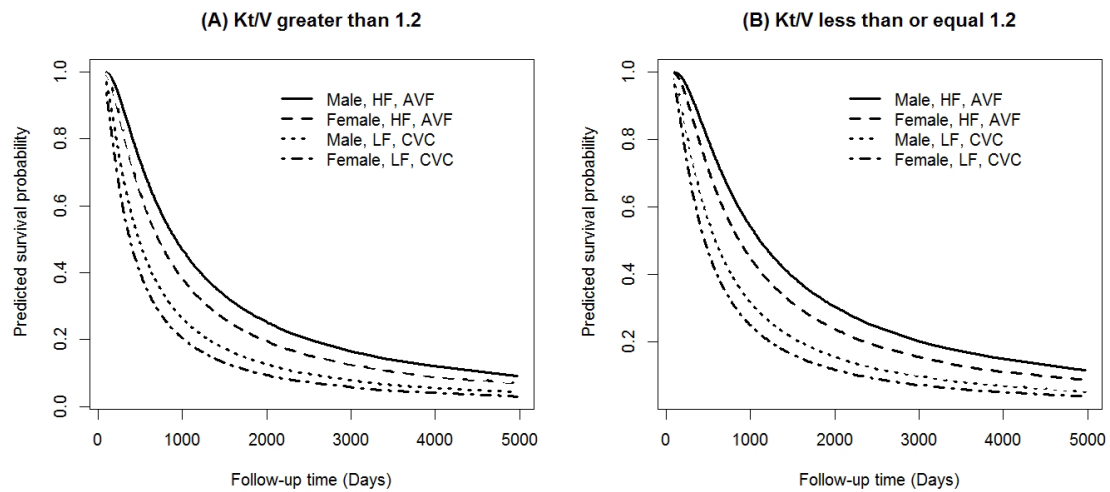 (A) Kt/V greater than 1.2
Predicted survival probability
1.0
0.8
0.6
0.4
0.2
0.0
Male, HF, AVF
Female, HF, AVF
Male, LF, CVC
Female, LF, CVC
0 1000 2000 3000 4000 5000
Follow-up time (Days)
(B) Kt/V less than or equal 1.2
Predicted survival probability
1.0
0.8
0.6
0.4
0.2
Male, HF, AVF
Female, HF, AVF
Male, LF, CVC
Female, LF, CVC
0 1000 2000 3000 4000 5000
Follow-up time (Days)